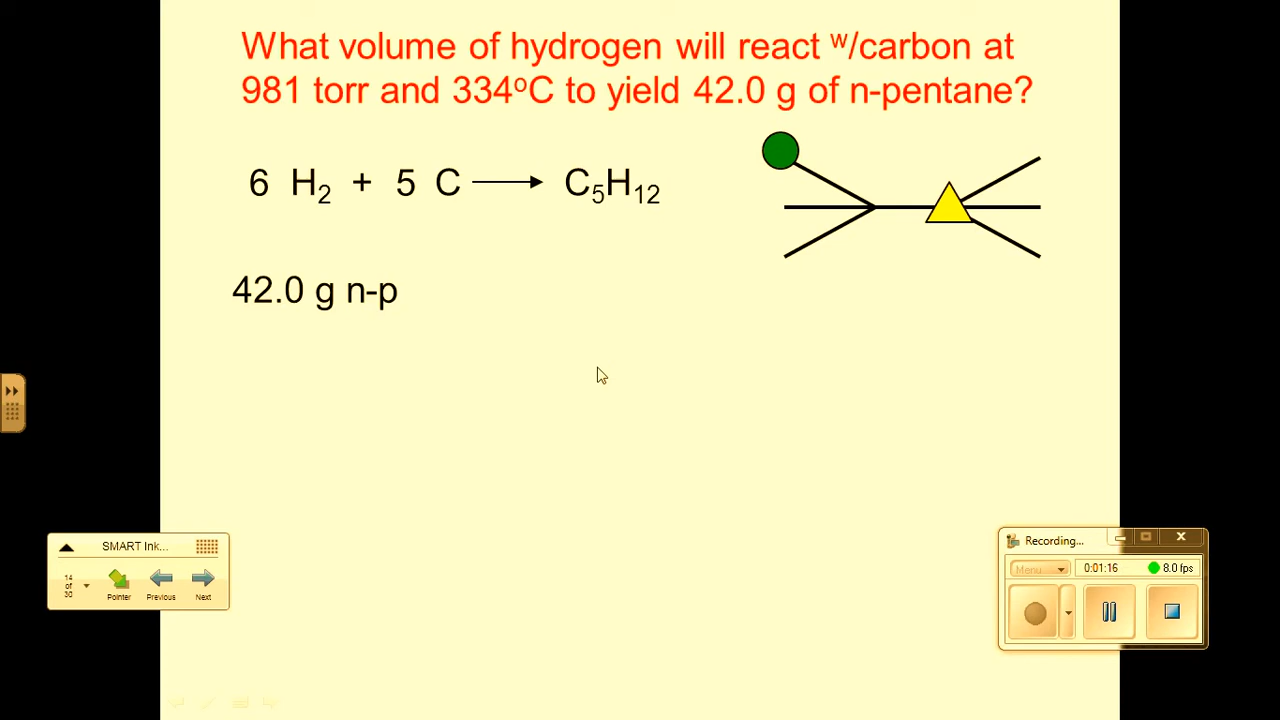 What volume of hydrogen will react w/carbon at
981 torr and 334ºC to yield 42.0 g of n-pentane?
6 H₂ + 5 C ⟶ C₅H₁₂
42.0 g n-p
SMART Ink...
14
of
30
Pointer
Previous
Next
Recording...
Menu
0:01:16
8.0 fps